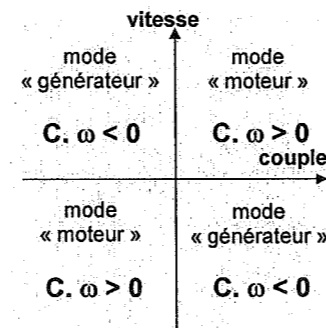 vitesse
mode
« générateur »
C. ω < 0
mode
« moteur »
C. ω > 0
couple
mode
« moteur »
C. ω > 0
mode
« générateur »
C. ω < 0